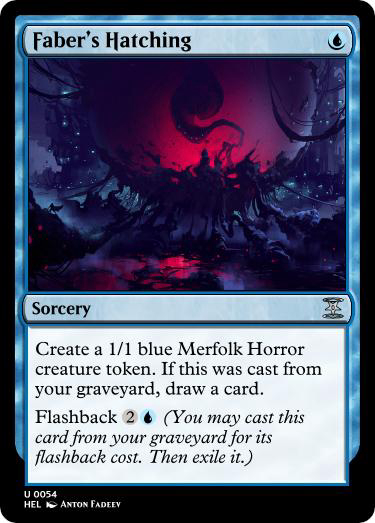 Faber's Hatching
Sorcery
Create a 1/1 blue Merfolk Horror
creature token. If this was cast from
your graveyard, draw a card.
Flashback 2 (You may cast this
card from your graveyard for its
flashback cost. Then exile it.)
U 0054
HEL Anton Fadeev